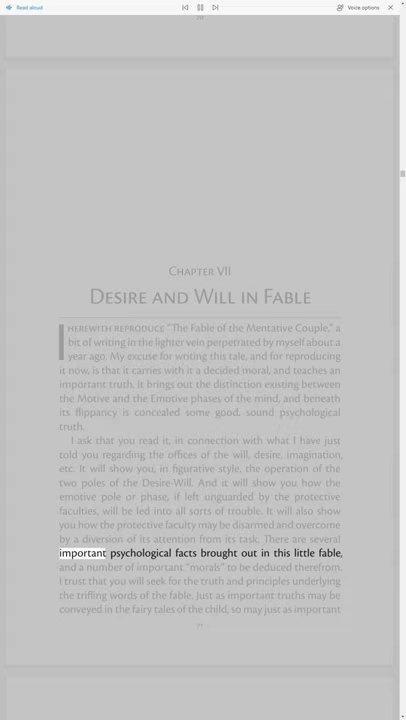 Read aloud
Voice options
Chapter VII
Desire and Will in Fable
I herewith reproduce "The Fable of the Mentative Couple," a
bit of writing in the lighter vein perpetrated by myself about a
year ago. My excuse for writing this tale, and for reproducing
it now, is that it carries with it a decided moral, and teaches an
important truth. It brings out the distinction existing between
the Motive and the Emotive phases of the mind, and beneath
its flippancy is concealed some good, sound psychological
truth.
I ask that you read it, in connection with what I have just
told you regarding the offices of the will, desire, imagination,
etc. It will show you, in figurative style, the operation of the
two poles of the Desire-Will. And it will show you how the
emotive pole or phase, if left unguarded by the protective
faculties, will be led into all sorts of trouble. It will also show
you how the protective faculty may be disarmed and overcome
by a diversion of its attention from its task. There are several
important psychological facts brought out in this little fable,
and a number of important "morals" to be deduced therefrom.
I trust that you will seek for the truth and principles underlying
the trifling words of the fable. Just as important truths may be
conveyed in the fairy tales of the child, so may just as important